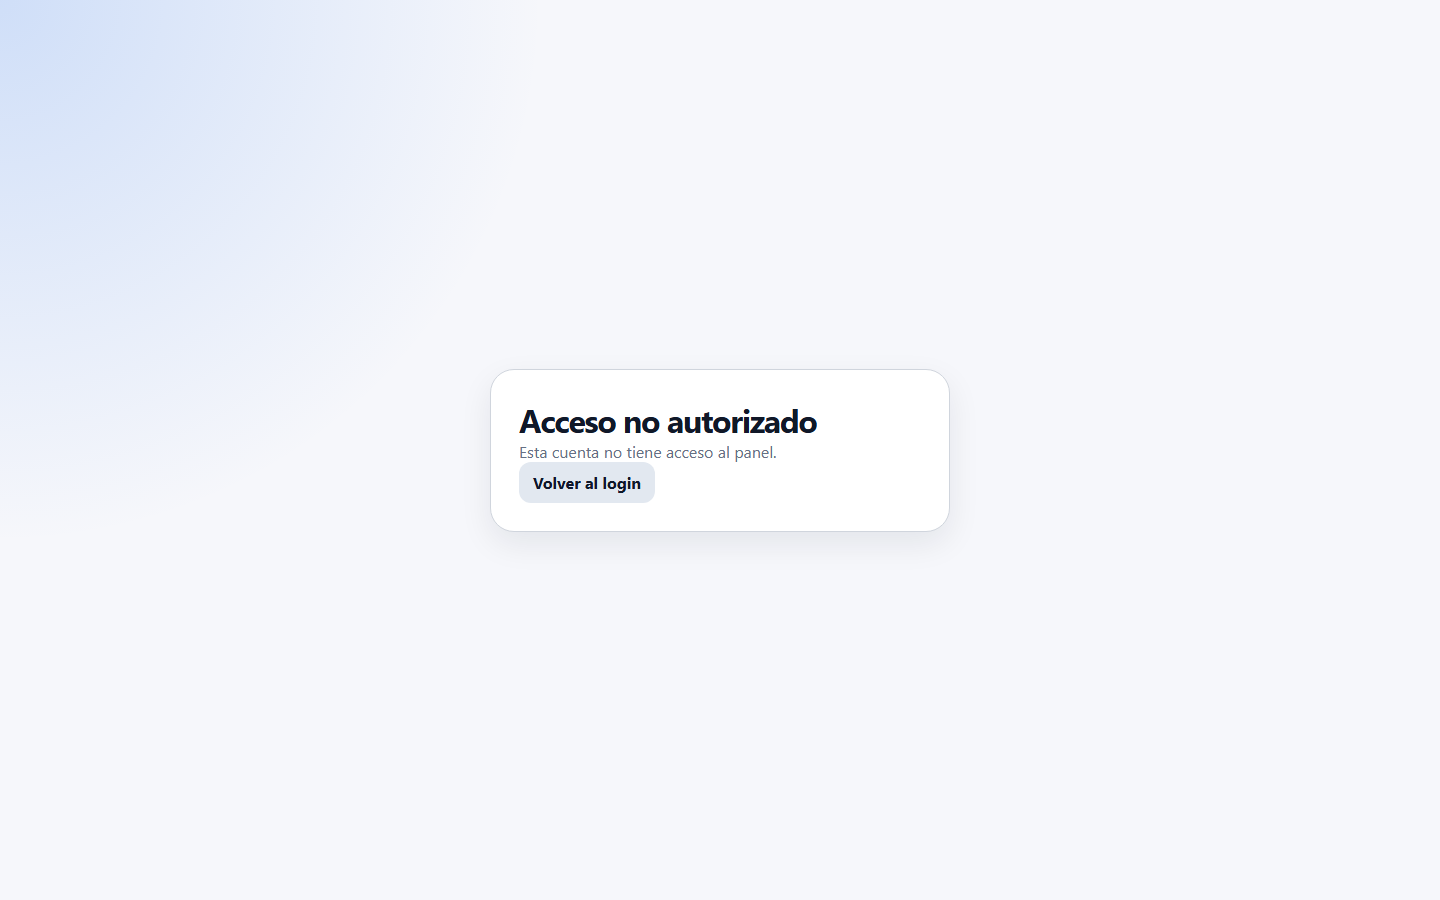 Acceso no autorizado
Esta cuenta no tiene acceso al panel.
Volver al login